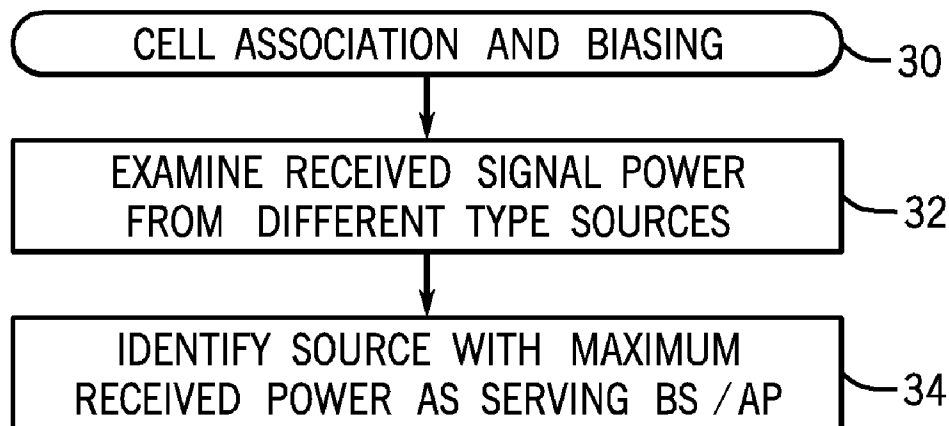 CELL ASSOCIATION AND BIASING
30
EXAMINE RECEIVED SIGNAL POWER
FROM DIFFERENT TYPE SOURCES
32
IDENTIFY SOURCE WITH MAXIMUM
RECEIVED POWER AS SERVING BS / AP
34